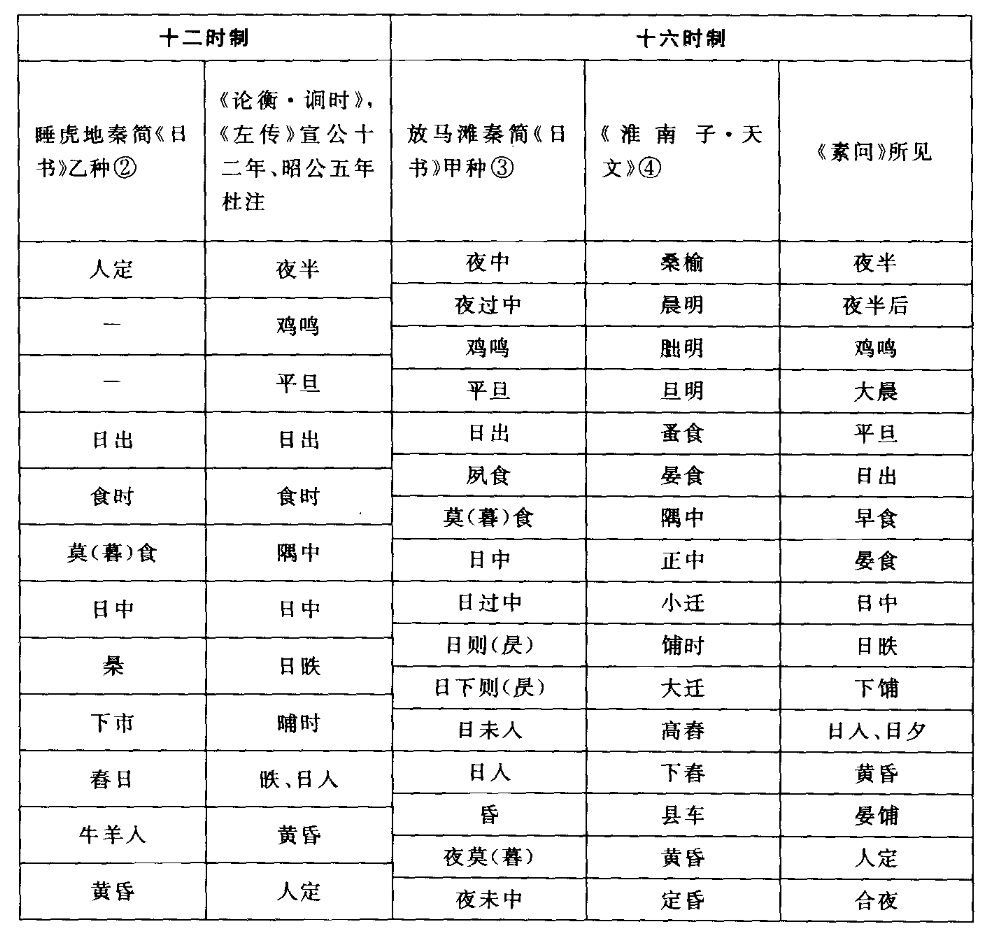 十二时制
十六时制
睡虎地秦简《日
书》乙种②
《论衡·时》,
《左传》宣公十
二年、昭公五年
杜注
放马滩秦简《日
书》甲种③
《淮南子·天
文》④
《素问》所见
人定 夜半
— 鸡鸣
— 平旦
日出 日出
食时 食时
莫(暮)食 隅中
日中 日中
日昳
下市 晡时
舂日 昳、日入
牛羊入 黄昏
黄昏 人定
夜中 桑榆 夜半
夜过中 晨明 夜半后
鸡鸣 朏明 鸡鸣
平旦 旦明 大晨
日出 蚤食 平旦
夙食 晏食 日出
莫(暮)食 隅中 早食
日中 正中 晏食
日过中 小迁 日中
日则(昃) 餔时 日昳
日下则(昃) 大迁 下餔
日未入 高舂 日入、日夕
日入 下舂 黄昏
昏 县车 晏餔
夜莫(暮) 黄昏 人定
夜未中 定昏 合夜